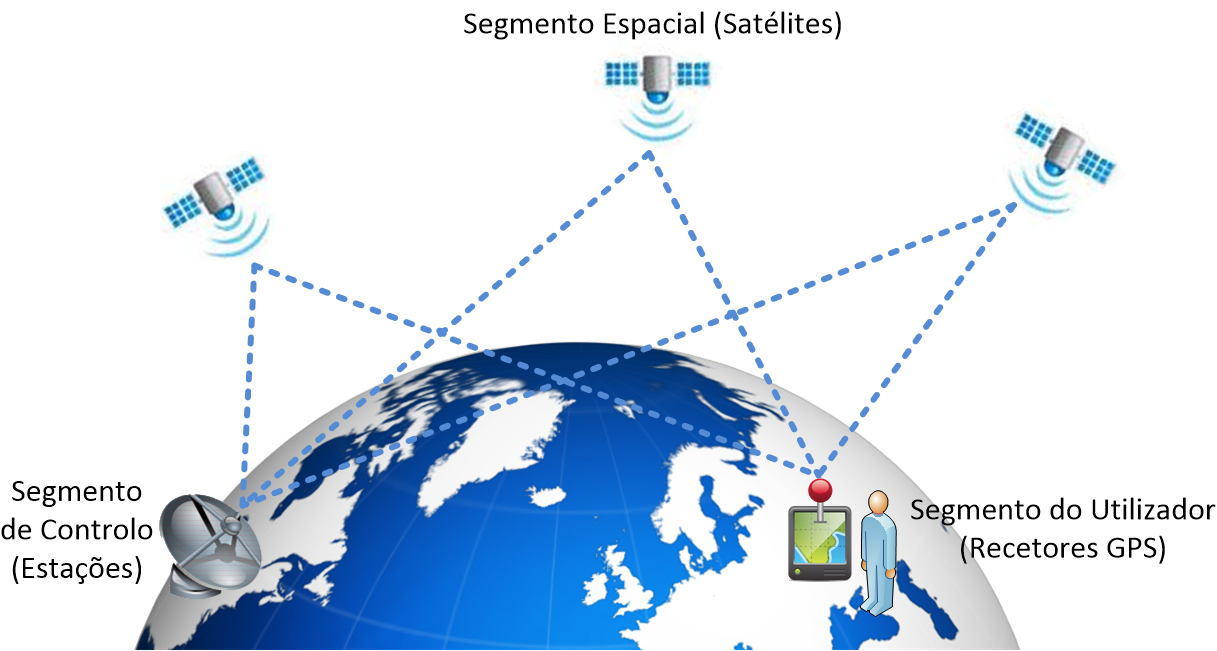 Segmento Espacial (Satélites)
Segmento
de Controlo
(Estações)
Segmento do Utilizador
(Recetores GPS)